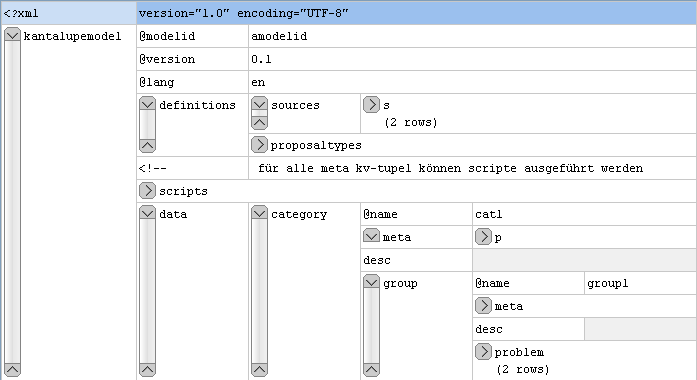 <?xml version="1.0" encoding="UTF-8"
kantalupemodel @modelid amodelid
@version 0.1
@lang en
definitions sources s
(2 rows)
proposaltypes
<!-- für alle meta kv-tupel können scripte ausgeführt werden
scripts
data category @name cat1
meta p
desc
group @name group1
meta
desc
problem
(2 rows)